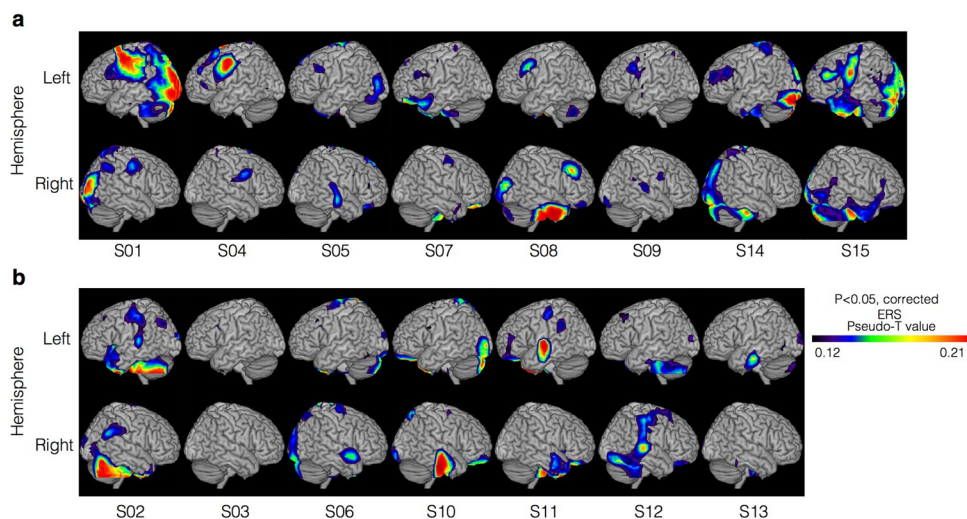 a
Hemisphere
Left
Right
S01 S04 S05 S07 S08 S09 S14 S15
b
Hemisphere
Left
Right
S02 S03 S06 S10 S11 S12 S13
P<0.05, corrected
ERS
Pseudo-T value
0.12 0.21